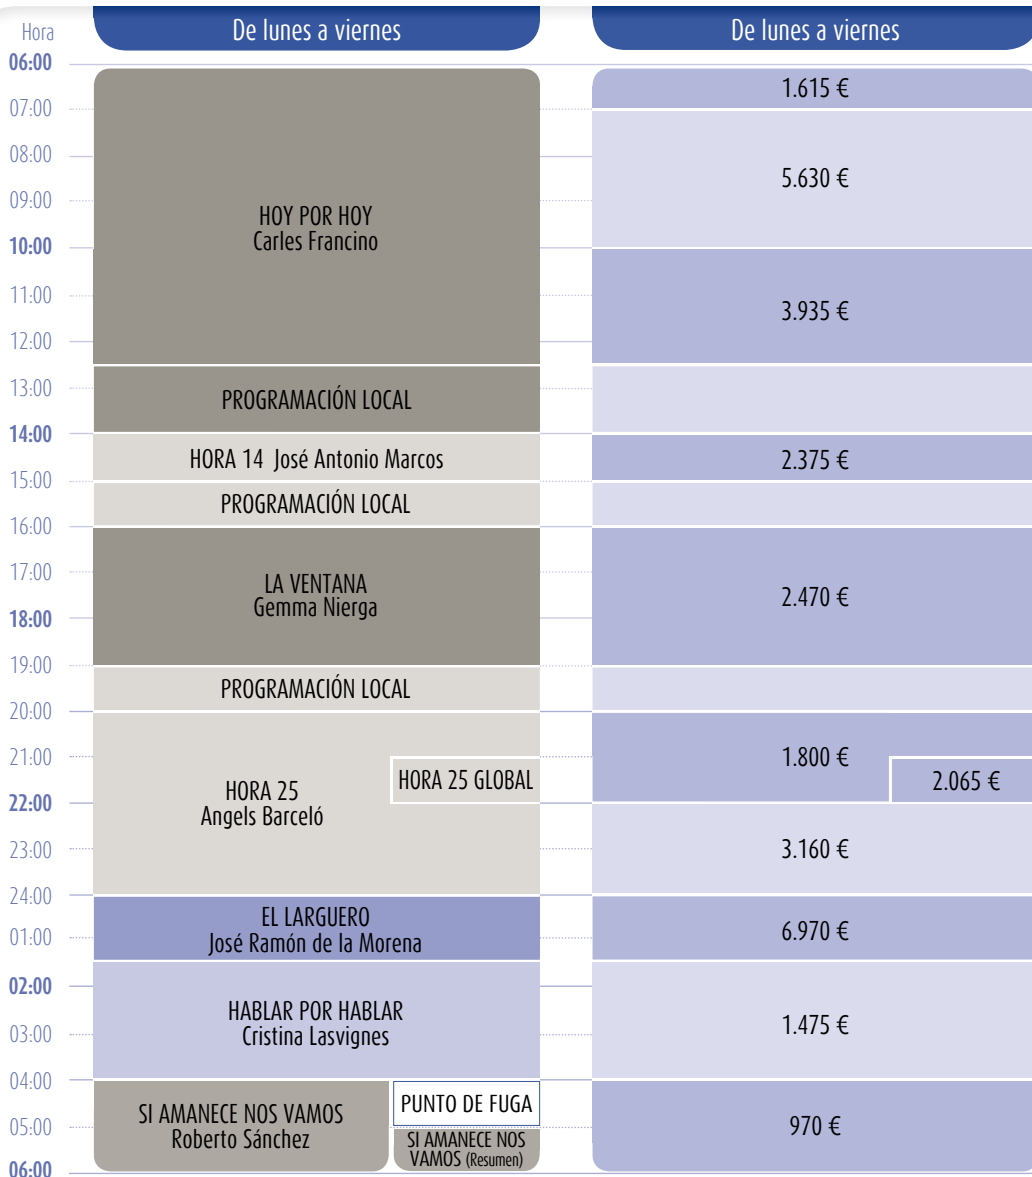 Hora
De lunes a viernes
De lunes a viernes
06:00
07:00
08:00
09:00
10:00
11:00
12:00
13:00
14:00
15:00
16:00
17:00
18:00
19:00
20:00
21:00
22:00
23:00
24:00
01:00
02:00
03:00
04:00
05:00
06:00
HOY POR HOY
Carles Francino
PROGRAMACIÓN LOCAL
HORA 14 José Antonio Marcos
PROGRAMACIÓN LOCAL
LA VENTANA
Gemma Nierga
PROGRAMACIÓN LOCAL
HORA 25
Angels Barceló
HORA 25 GLOBAL
EL LARGUERO
José Ramón de la Morena
HABLAR POR HABLAR
Cristina Lasvignes
SI AMANECE NOS VAMOS
Roberto Sánchez
PUNTO DE FUGA
SI AMANECE NOS
VAMOS (Resumen)
1.615 €
5.630 €
3.935 €
2.375 €
2.470 €
1.800 €
2.065 €
3.160 €
6.970 €
1.475 €
970 €